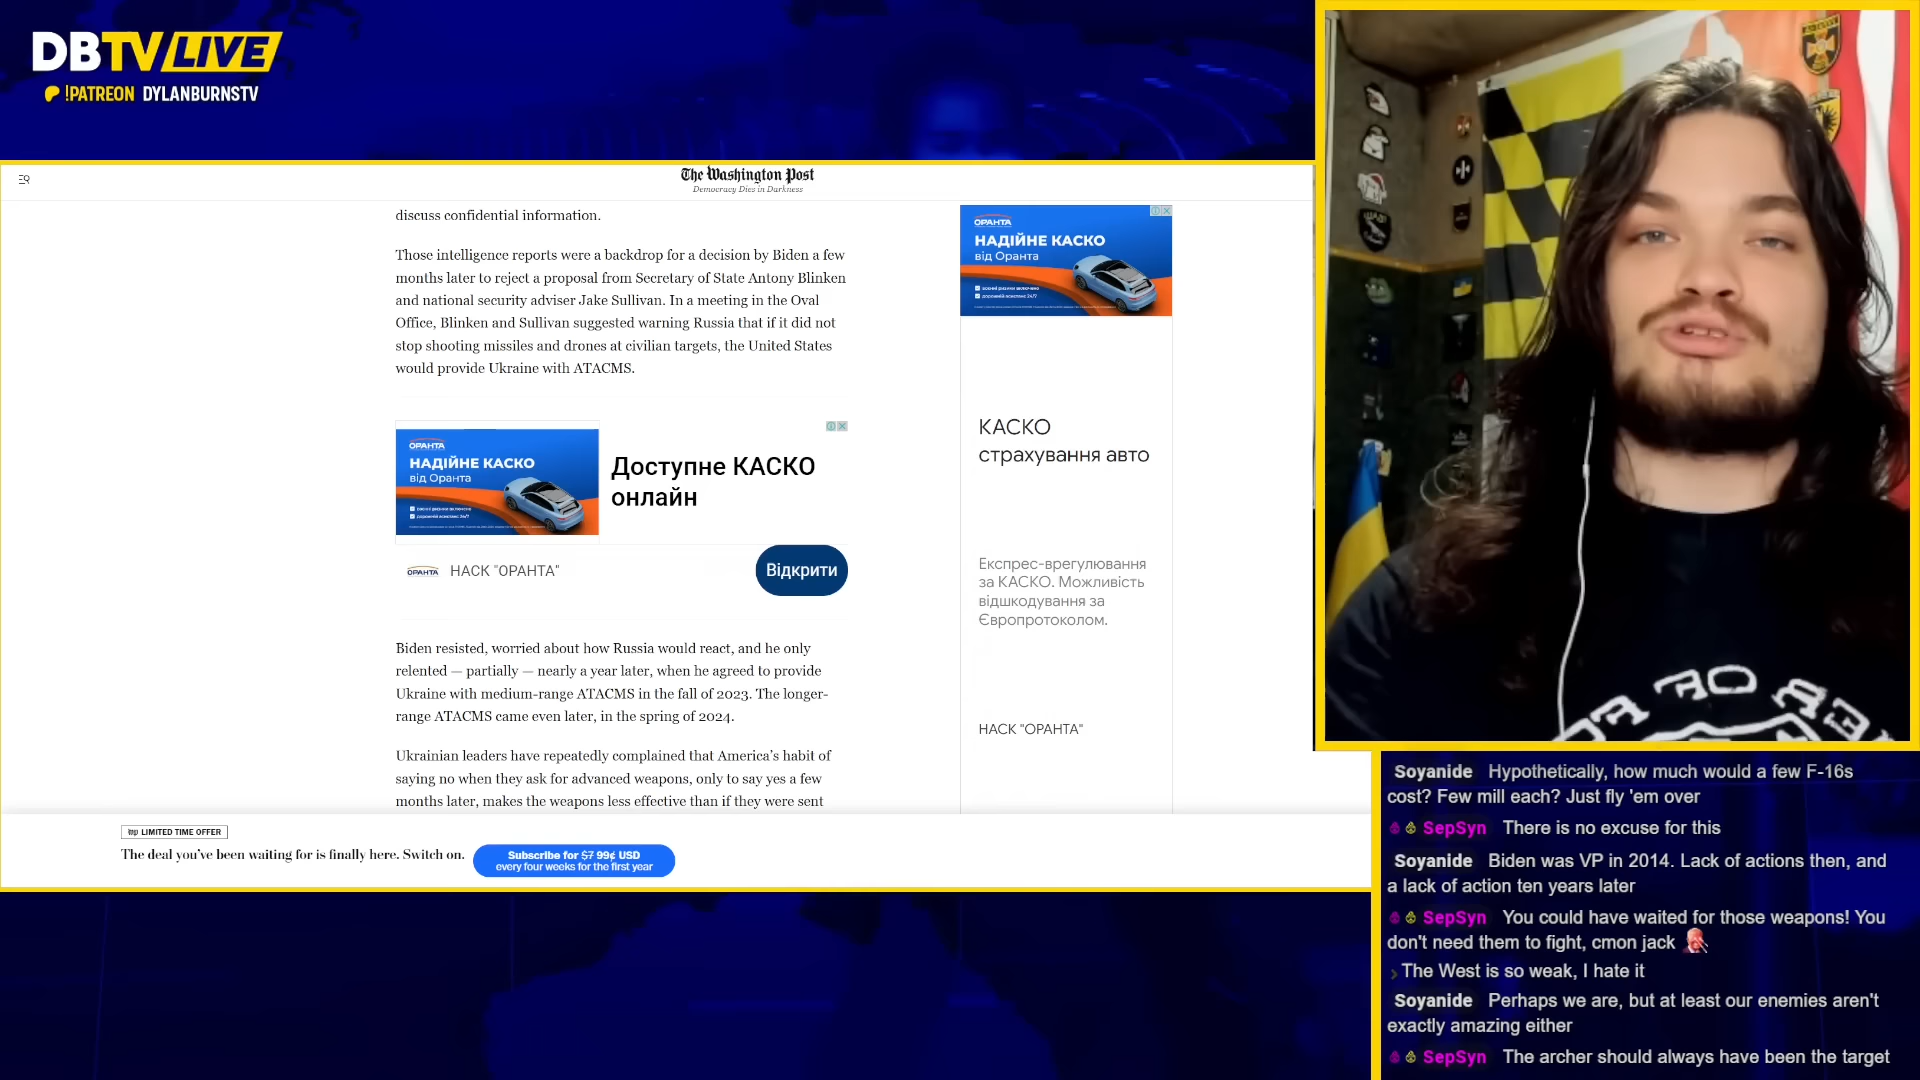 DBTV LIVE
!PATREON DYLANBURNSTV
The Washington Post
Democracy Dies in Darkness
discuss confidential information.
Those intelligence reports were a backdrop for a decision by Biden a few
months later to reject a proposal from Secretary of State Antony Blinken
and national security adviser Jake Sullivan. In a meeting in the Oval
Office, Blinken and Sullivan suggested warning Russia that if it did not
stop shooting missiles and drones at civilian targets, the United States
would provide Ukraine with ATACMS.
ОРАНТА
НАДІЙНЕ КАСКО
від Оранта
Доступне КАСКО
онлайн
ОРАНТА
НАСК "ОРАНТА"
Відкрити
Biden resisted, worried about how Russia would react, and he only
relented — partially — nearly a year later, when he agreed to provide
Ukraine with medium-range ATACMS in the fall of 2023. The longer-
range ATACMS came even later, in the spring of 2024.
Ukrainian leaders have repeatedly complained that America's habit of
saying no when they ask for advanced weapons, only to say yes a few
months later, makes the weapons less effective than if they were sent
ОРАНТА
НАДІЙНЕ КАСКО
від Оранта
КАСКО
страхування авто
Експрес-врегулювання
за КАСКО. Можливість
відшкодування за
Європротоколом.
НАСК "ОРАНТА"
wp LIMITED TIME OFFER
The deal you've been waiting for is finally here. Switch on.
Subscribe for $7 99¢ USD
every four weeks for the first year
Soyanide Hypothetically, how much would a few F-16s
cost? Few mill each? Just fly 'em over
SepSyn There is no excuse for this
Soyanide Biden was VP in 2014. Lack of actions then, and
a lack of action ten years later
SepSyn You could have waited for those weapons! You
don't need them to fight, cmon jack
The West is so weak, I hate it
Soyanide Perhaps we are, but at least our enemies aren't
exactly amazing either
SepSyn The archer should always have been the target